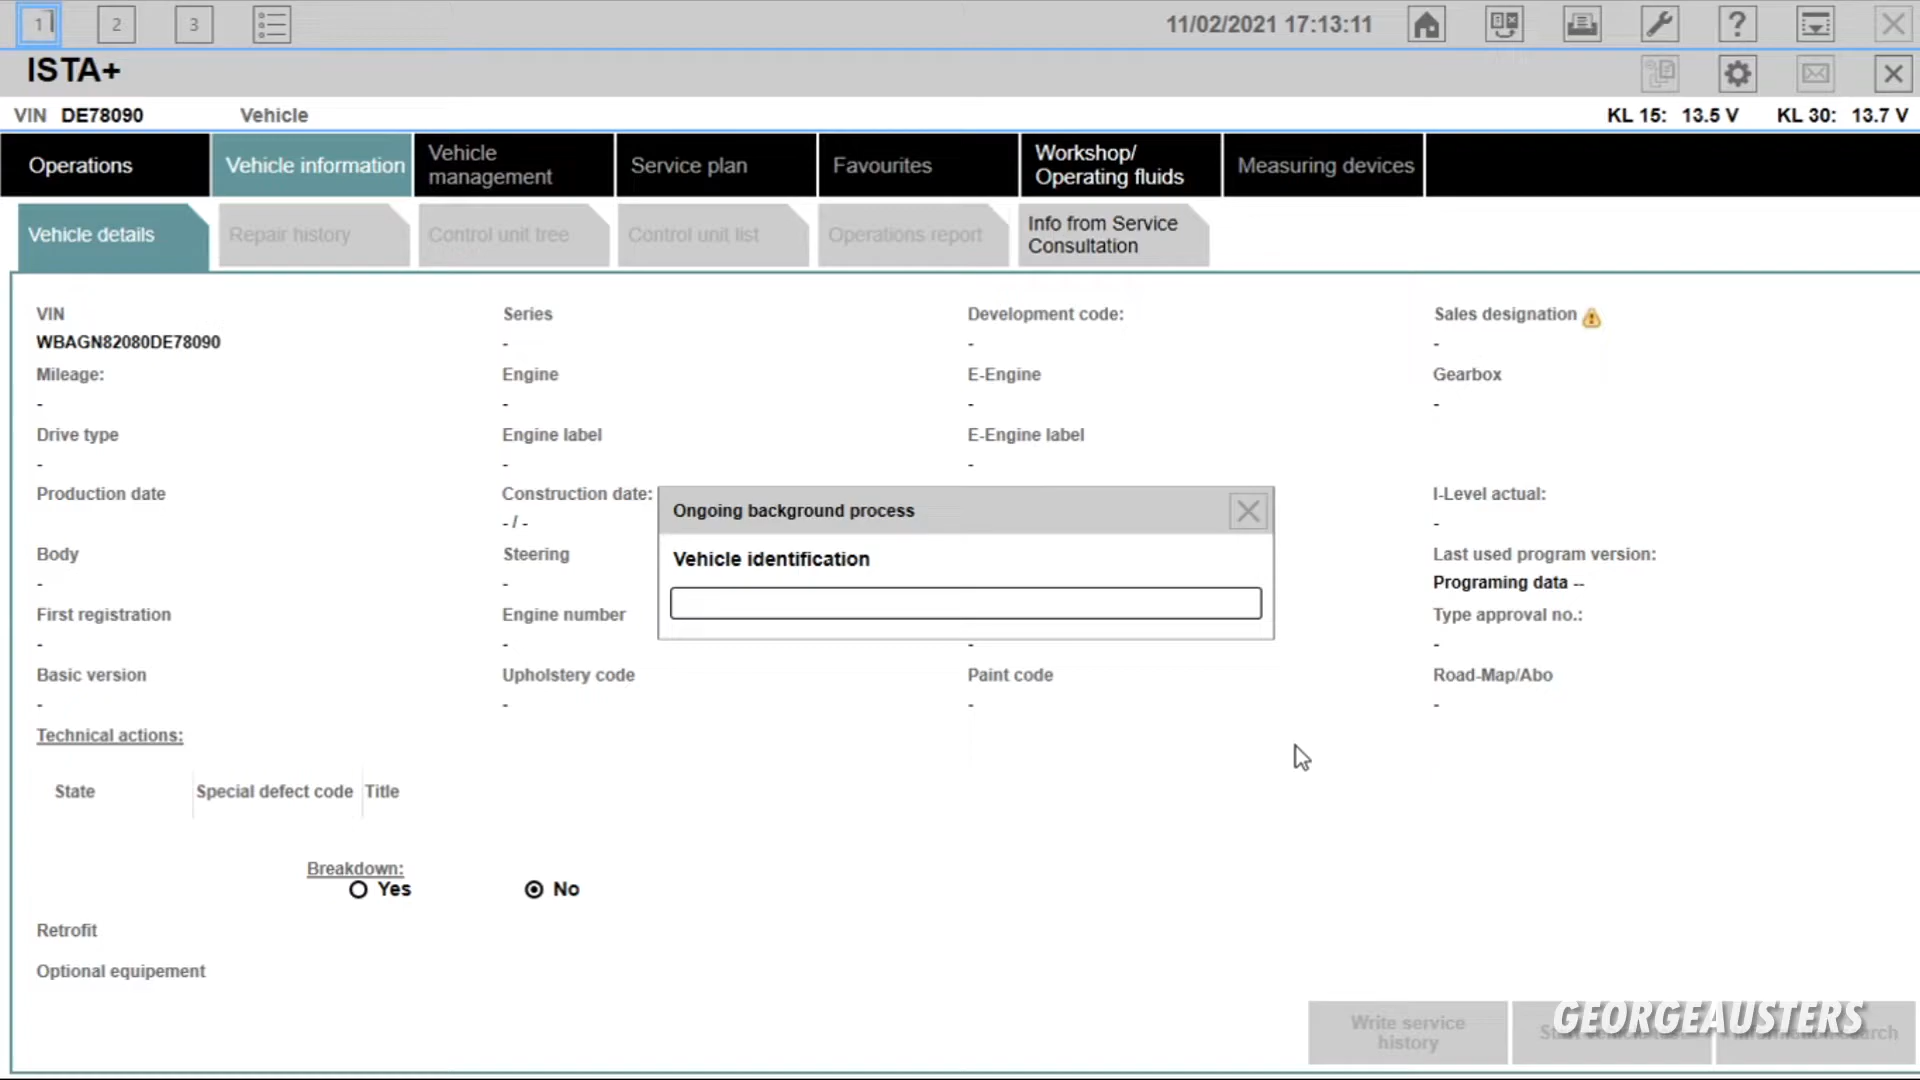 1
2
3
11/02/2021 17:13:11
?
ISTA+
VIN DE78090 Vehicle KL 15: 13.5 V KL 30: 13.7 V
Operations
Vehicle information
Vehicle
management
Service plan
Favourites
Workshop/
Operating fluids
Measuring devices
Vehicle details
Repair history
Control unit tree
Control unit list
Operations report
Info from Service
Consultation
VIN Series Development code: Sales designation
WBAGN82080DE78090 - - -
Mileage: Engine E-Engine Gearbox
- - - -
Drive type Engine label E-Engine label
- - -
Production date Construction date: I-Level actual:
- / - -
Body Steering Last used program version:
- - Programing data --
First registration Engine number Type approval no.:
- - - -
Basic version Upholstery code Paint code Road-Map/Abo
- - - -
Ongoing background process
Vehicle identification
Technical actions:
State Special defect code Title
Breakdown:
Yes No
Retrofit
Optional equipement
Write service
history
GEORGEAUSTERS